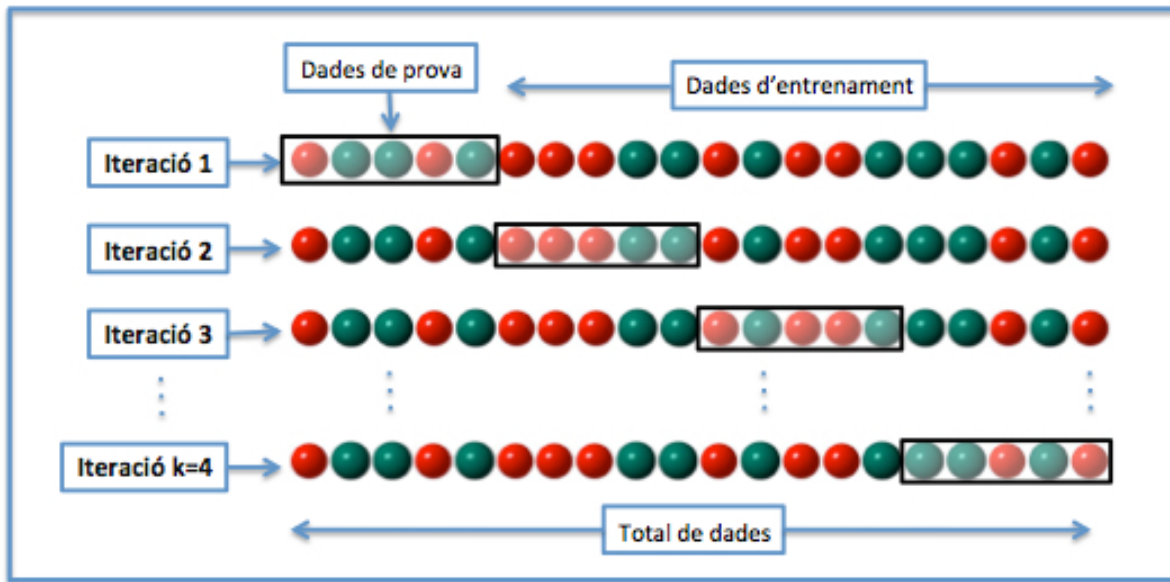 Dades de prova
Dades d'entrenament
Iteració 1
Iteració 2
Iteració 3
Iteració k=4
Total de dades